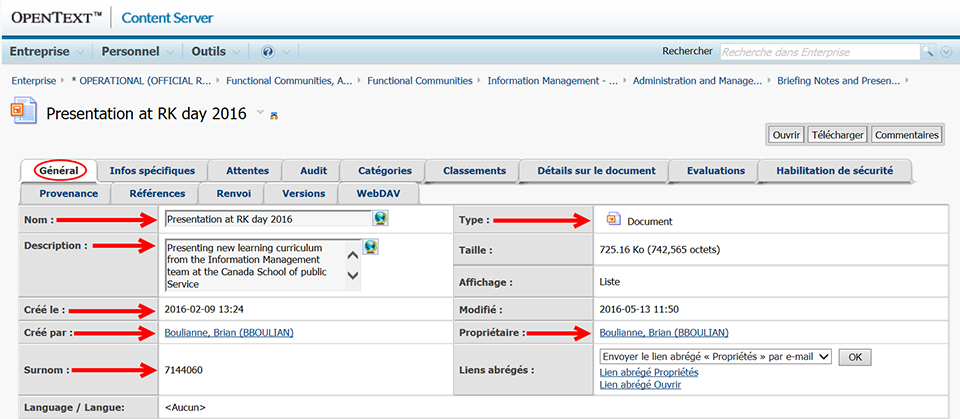 OPENTEXT™ Content Server
Entreprise Personnel Outils Rechercher Recherche dans Enterprise
Enterprise * OPERATIONAL (OFFICIAL R... Functional Communities, A... Functional Communities Information Management - ... Administration and Manage... Briefing Notes and Presen...
Presentation at RK day 2016
Ouvrir Télécharger Commentaires
Général Infos spécifiques Attentes Audit Catégories Classements Détails sur le document Evaluations Habilitation de sécurité
Provenance Références Renvoi Versions WebDAV
Nom : Presentation at RK day 2016 Type : Document
Description : Presenting new learning curriculum
from the Information Management
team at the Canada School of public
Service
Taille : 725.16 Ko (742,565 octets)
Affichage : Liste
Créé le : 2016-02-09 13:24 Modifié : 2016-05-13 11:50
Créé par : Boulianne, Brian (BBOULIAN) Propriétaire : Boulianne, Brian (BBOULIAN)
Surnom : 7144060 Liens abrégés : Envoyer le lien abrégé « Propriétés » par e-mail OK
Lien abrégé Propriétés
Lien abrégé Ouvrir
Language / Langue: <Aucun>